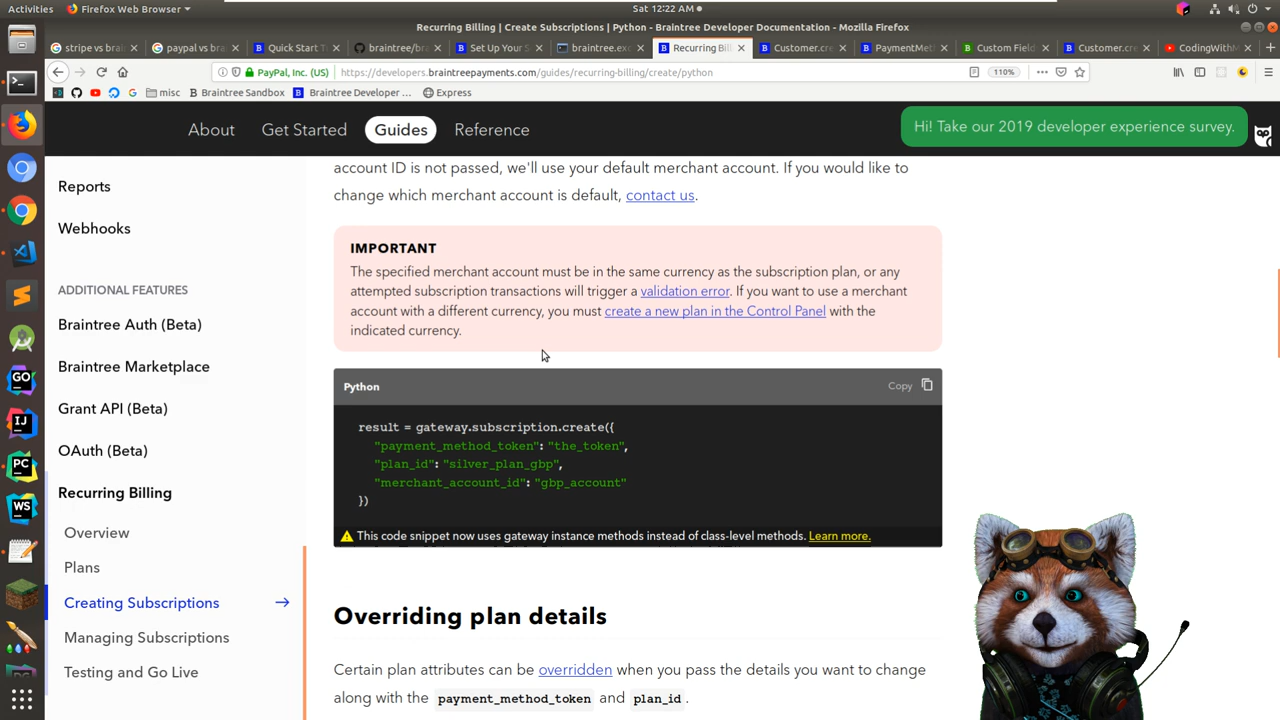 Activities
Firefox Web Browser
Sat 12:22 AM
Recurring Billing | Create Subscriptions | Python - Braintree Developer Documentation - Mozilla Firefox
stripe vs brai
paypal vs bra
Quick Start T
braintree/br
Set Up Your S
braintree.ex
Recurring Bil
Customer.cre
PaymentMet
Custom Field
Customer.cre
CodingWithM
PayPal, Inc. (US)
https://developers.braintreepayments.com/guides/recurring-billing/create/python
110%
misc
Braintree Sandbox
Braintree Developer ...
Express
About
Get Started
Guides
Reference
Hi! Take our 2019 developer experience survey.
Reports
Webhooks
ADDITIONAL FEATURES
Braintree Auth (Beta)
Braintree Marketplace
Grant API (Beta)
OAuth (Beta)
Recurring Billing
Overview
Plans
Creating Subscriptions
Managing Subscriptions
Testing and Go Live
account ID is not passed, we'll use your default merchant account. If you would like to
change which merchant account is default, contact us.
IMPORTANT
The specified merchant account must be in the same currency as the subscription plan, or any
attempted subscription transactions will trigger a validation error. If you want to use a merchant
account with a different currency, you must create a new plan in the Control Panel with the
indicated currency.
Python
Copy
result = gateway.subscription.create({
"payment_method_token": "the_token",
"plan_id": "silver_plan_gbp",
"merchant_account_id": "gbp_account"
})
This code snippet now uses gateway instance methods instead of class-level methods. Learn more.
Overriding plan details
Certain plan attributes can be overridden when you pass the details you want to change
along with the payment_method_token and plan_id.